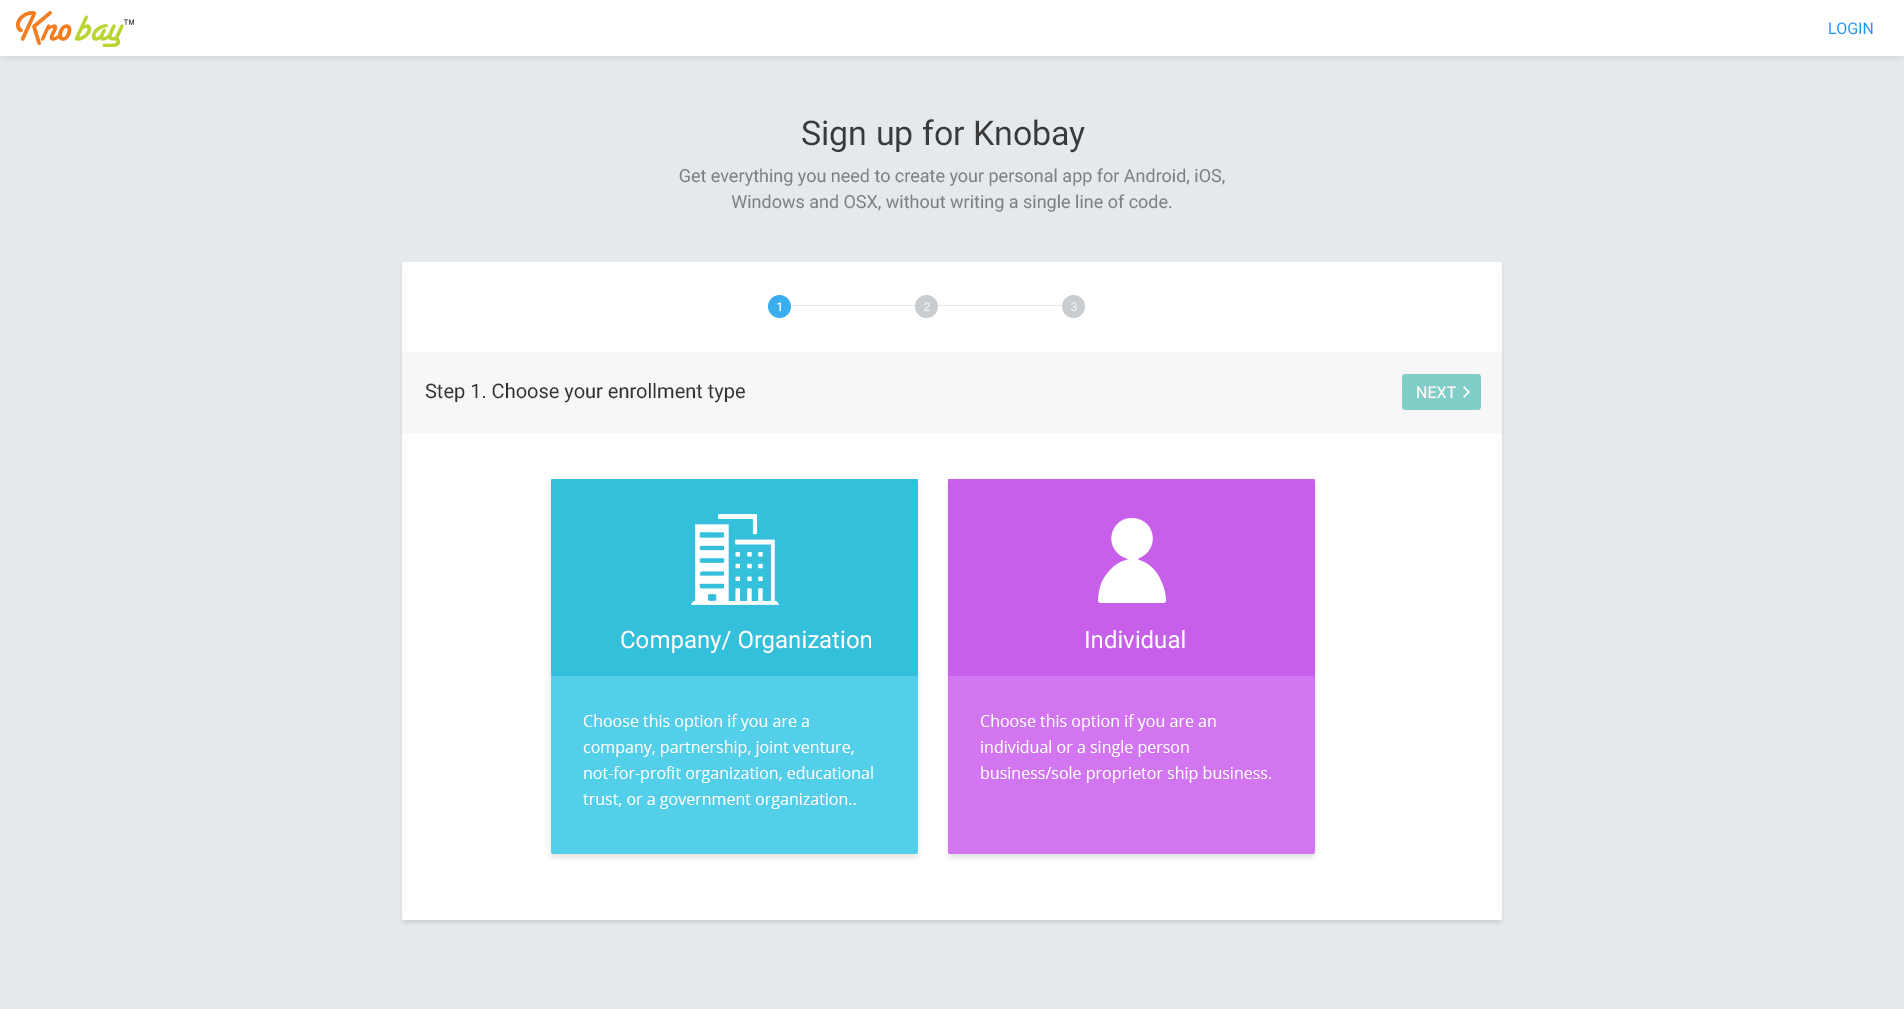 Kno bay™
LOGIN
Sign up for Knobay
Get everything you need to create your personal app for Android, iOS,
Windows and OSX, without writing a single line of code.
1 2 3
Step 1. Choose your enrollment type
NEXT
Company/ Organization
Choose this option if you are a
company, partnership, joint venture,
not-for-profit organization, educational
trust, or a government organization..
Individual
Choose this option if you are an
individual or a single person
business/sole proprietor ship business.